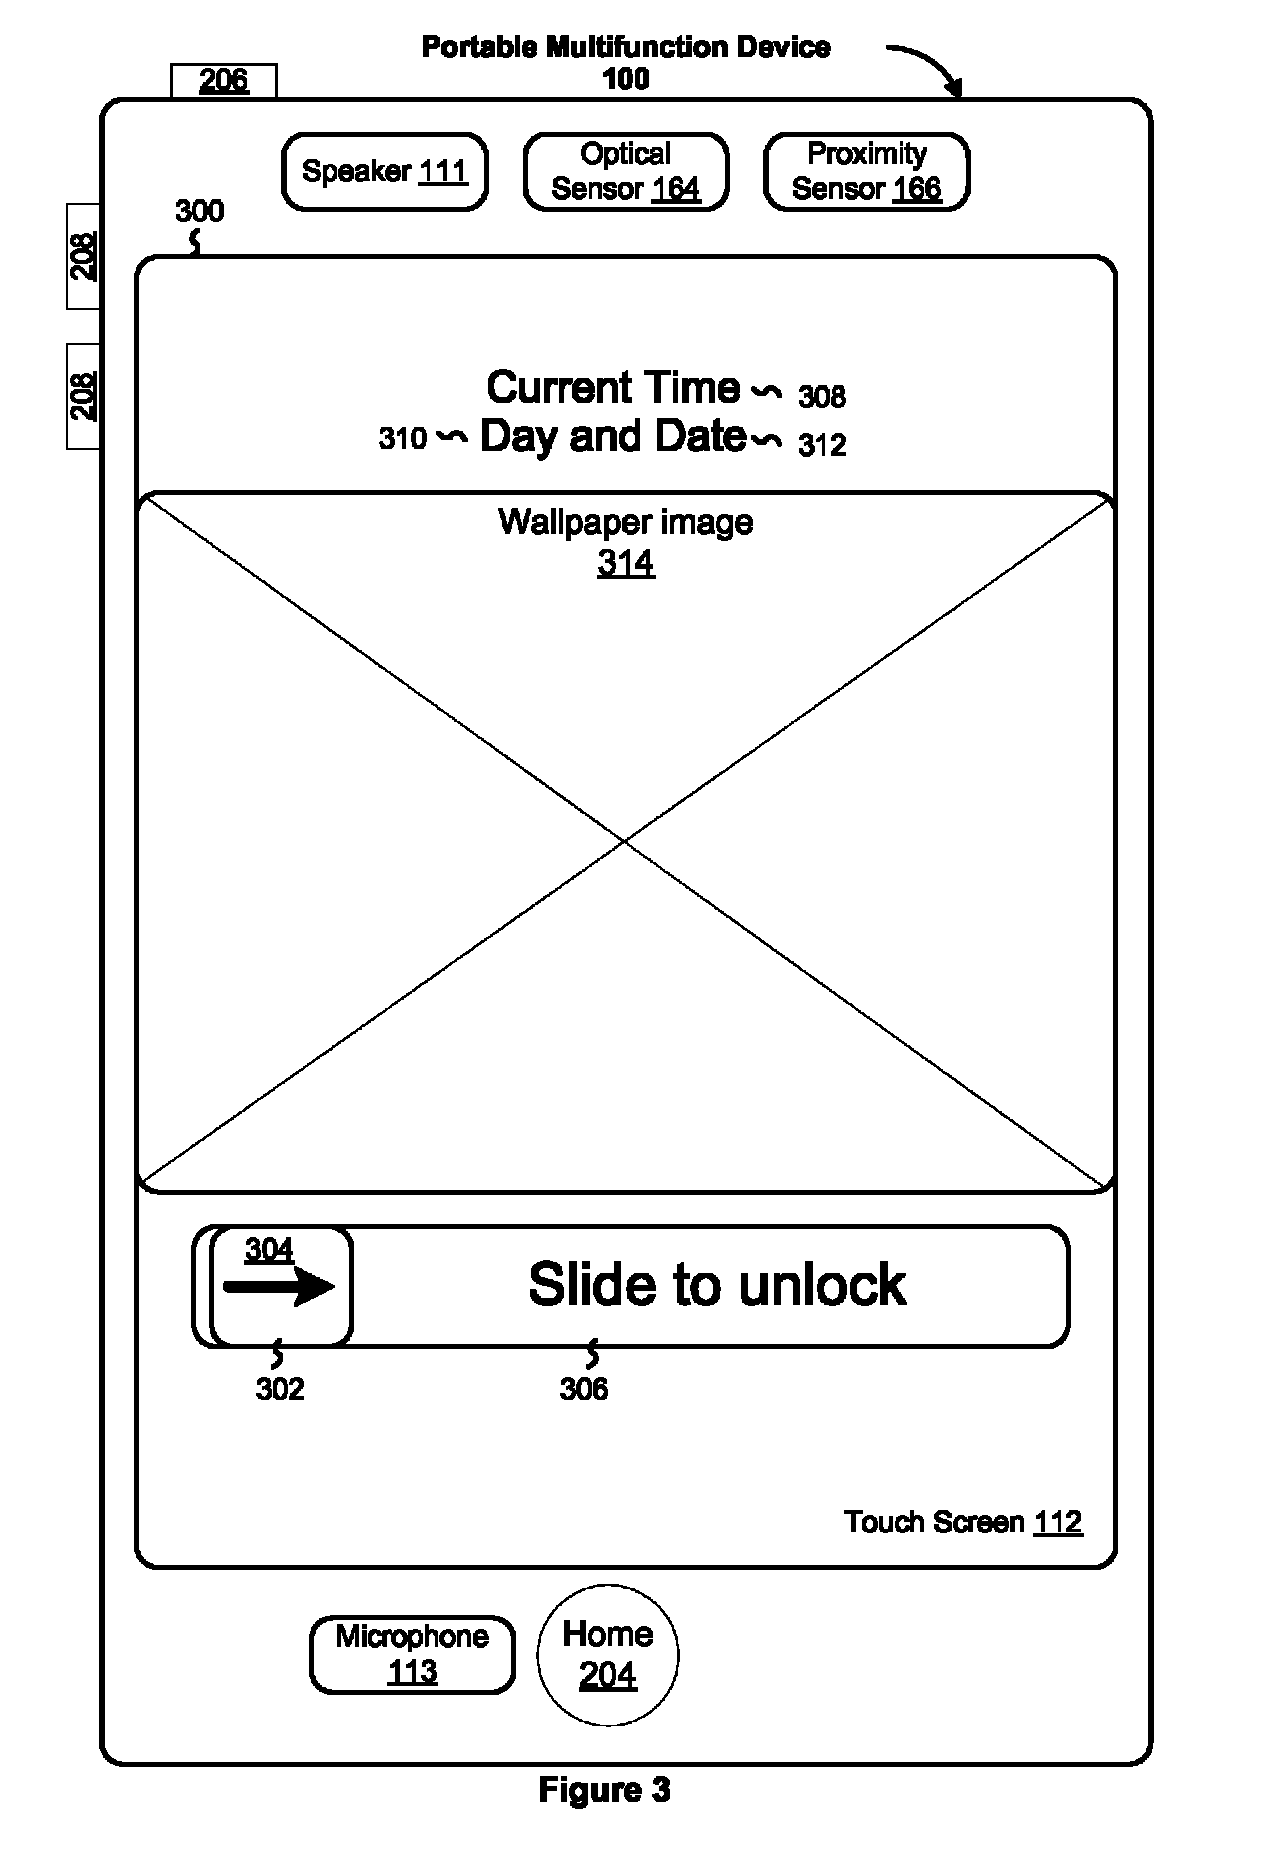 Portable Multifunction Device
100
206
Speaker 111
Optical
Sensor 164
Proximity
Sensor 166
300
208
208
Current Time 308
310 Day and Date 312
Wallpaper image
314
304
Slide to unlock
302
306
Touch Screen 112
Microphone
113
Home
204
Figure 3